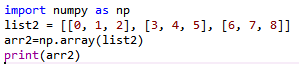 import numpy as np
list2 = [[0, 1, 2], [3, 4, 5], [6, 7, 8]]
arr2=np.array(list2)
print(arr2)